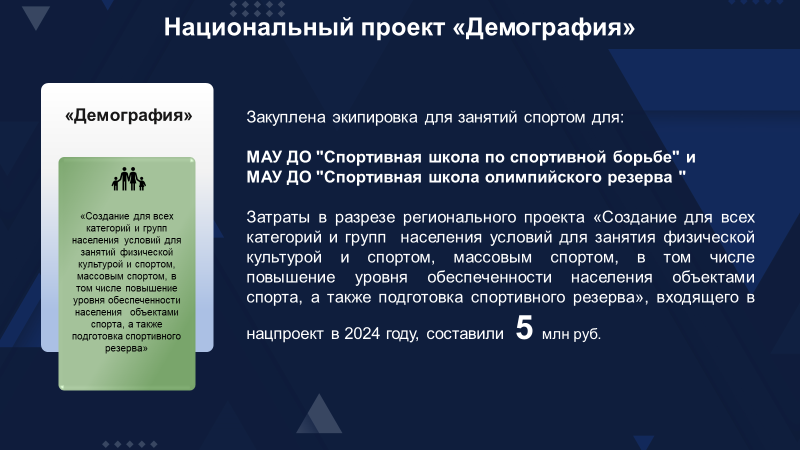 Национальный проект «Демография»
«Демография»
«Создание для всех
категорий и групп
населения условий для
занятий физической
культурой и спортом,
массовым спортом, в
том числе повышение
уровня обеспеченности
населения объектами
спорта, а также
подготовка спортивного
резерва»
Закуплена экипировка для занятий спортом для:
МАУ ДО "Спортивная школа по спортивной борьбе" и
МАУ ДО "Спортивная школа олимпийского резерва "
Затраты в разрезе регионального проекта «Создание для всех
категорий и групп населения условий для занятия физической
культурой и спортом, массовым спортом, в том числе
повышение уровня обеспеченности населения объектами
спорта, а также подготовка спортивного резерва», входящего в
нацпроект в 2024 году, составили 5 млн руб.